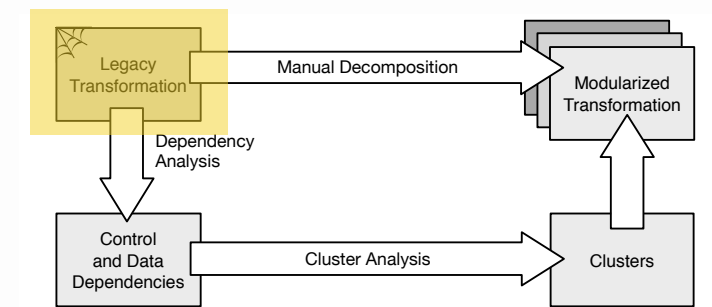 Legacy
Transformation
Manual Decomposition
Modularized
Transformation
Dependency
Analysis
Control
and Data
Dependencies
Cluster Analysis
Clusters